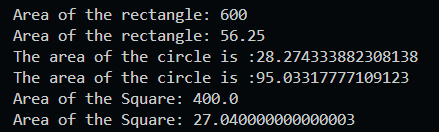 Area of the rectangle: 600
Area of the rectangle: 56.25
The area of the circle is :28.274333882308138
The area of the circle is :95.03317777109123
Area of the Square: 400.0
Area of the Square: 27.040000000000003